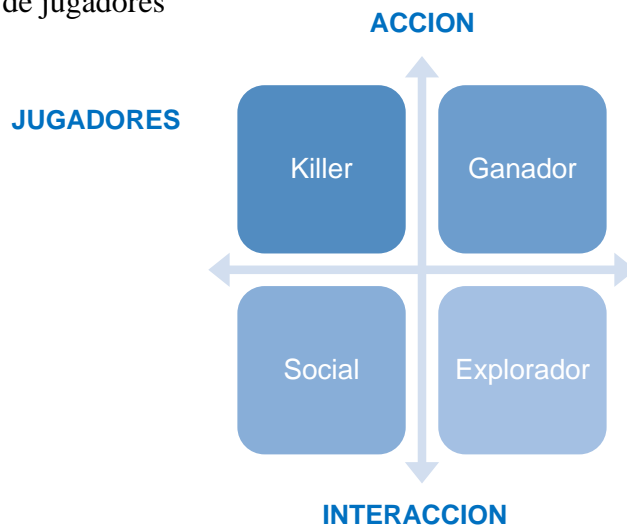 de jugadores
ACCION
JUGADORES
Killer
Ganador
Social
Explorador
INTERACCION